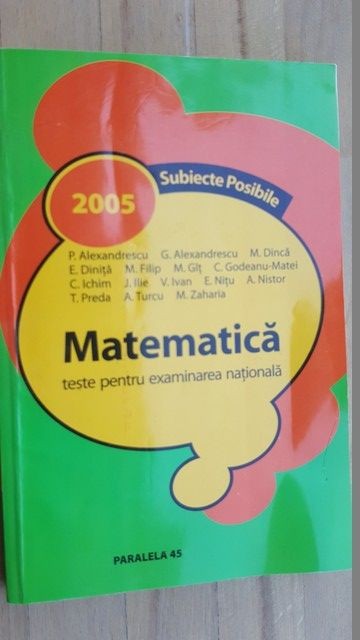 2005
Subiecte Posibile
P. Alexandrescu G. Alexandrescu M. Dincă
E. Diniță M. Filip M. Gîț C. Godeanu-Matei
C. Ichim J. Ilie V. Ivan E. Nițu A. Nistor
T. Preda A. Turcu M. Zaharia
Matematică
teste pentru examinarea națională
PARALELA 45